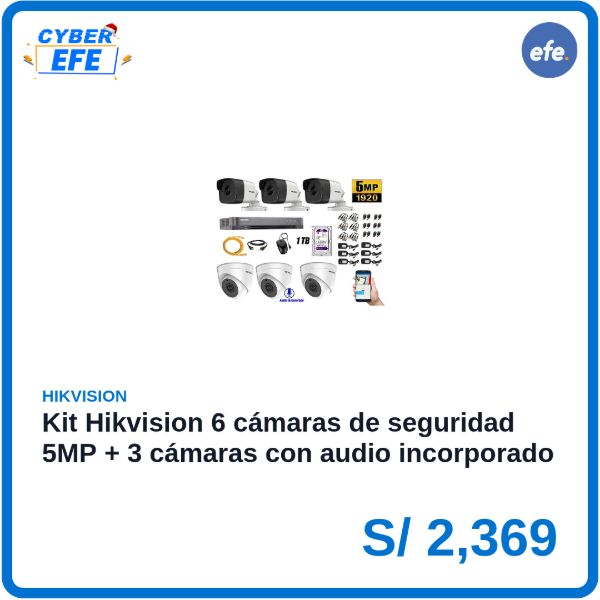 CYBER
EFE
efe.
5MP
1920
1 TB
HIKVISION
Kit Hikvision 6 cámaras de seguridad
5MP + 3 cámaras con audio incorporado
S/ 2,369